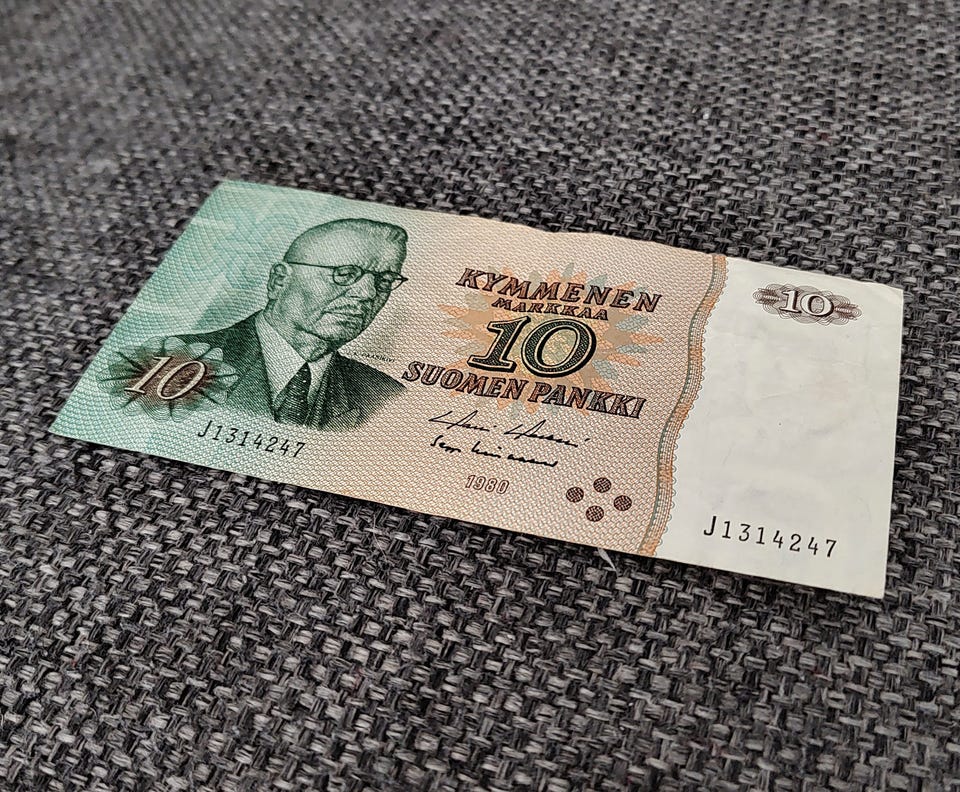 KYMMENEN
MARKKAA
10
SUOMEN PANKKI
1980
10
J1314247
10
J1314247